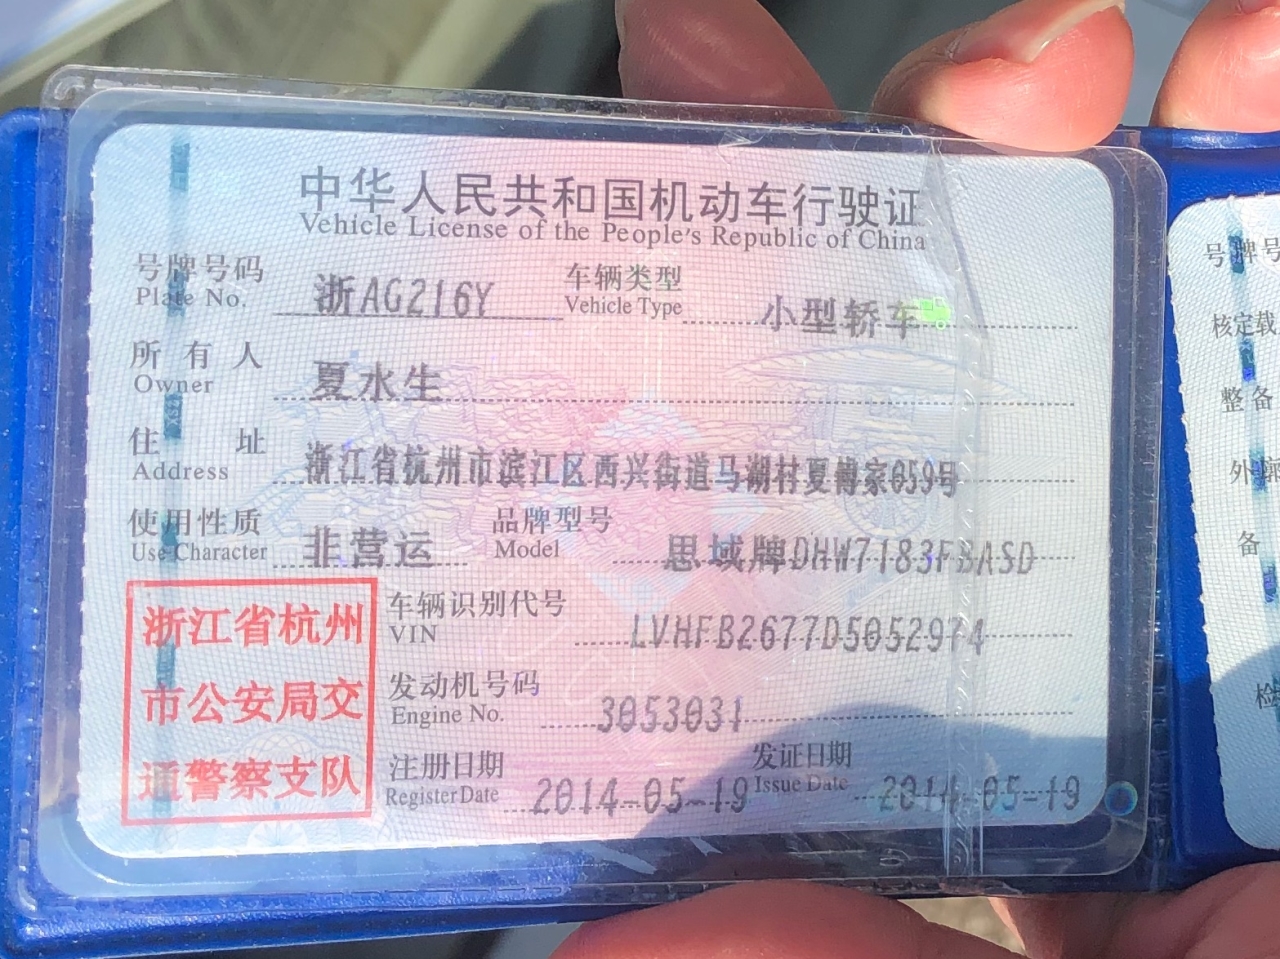 中华人民共和国机动车行驶证
Vehicle License of the People's Republic of China
号牌号码 浙AG216Y 车辆类型 小型轿车
Plate No. Vehicle Type
所有人 夏水生
Owner
住址 浙江省杭州市滨江区西兴街道马湖村夏傅家059号
Address
使用性质 非营运 品牌型号 思域牌DHW7183FBASD
Use Character Model
浙江省杭州
市公安局交
通警察支队
车辆识别代号 LVHFB2677D5052974
VIN
发动机号码 3053031
Engine No.
注册日期 2014-05-19 发证日期 2014-05-19
Register Date Issue Date
号牌号
核定载
整备
外廓
备
检